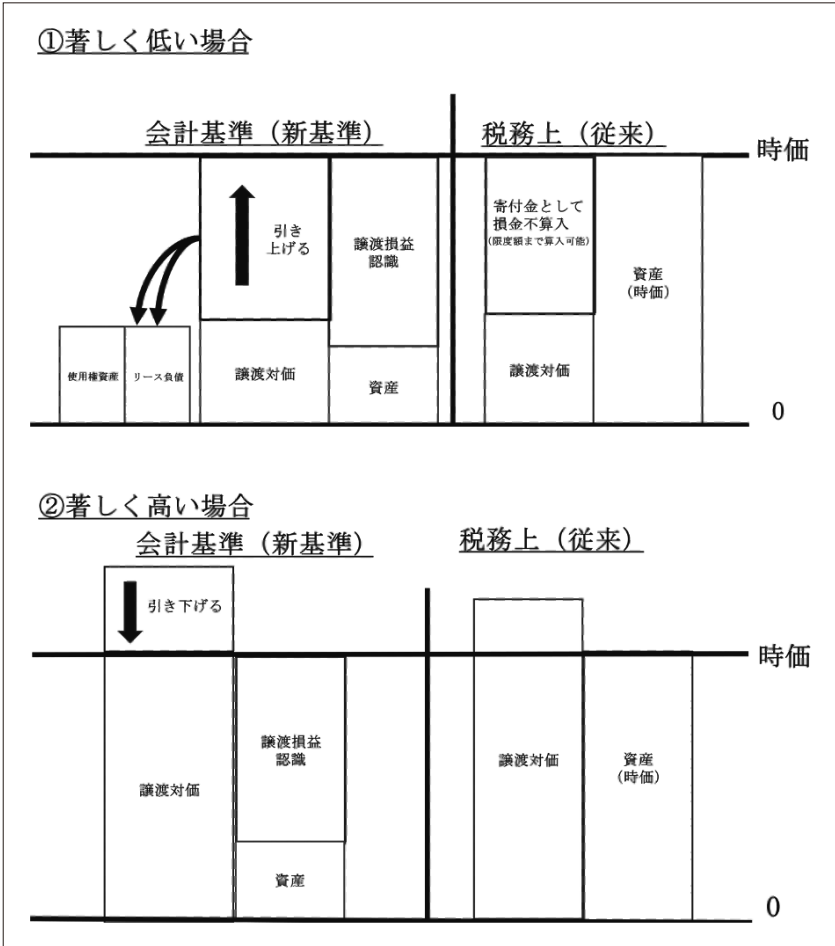 ①著しく低い場合
会計基準（新基準）
税務上（従来）
時価
引き
上げる
譲渡損益
認識
寄付金として
損金不算入
(限度額まで算入可能)
資産
(時価)
使用権資産
リース負債
譲渡対価
資産
譲渡対価
0
②著しく高い場合
会計基準（新基準）
税務上（従来）
引き下げる
時価
譲渡対価
譲渡損益
認識
資産
譲渡対価
資産
(時価)
0